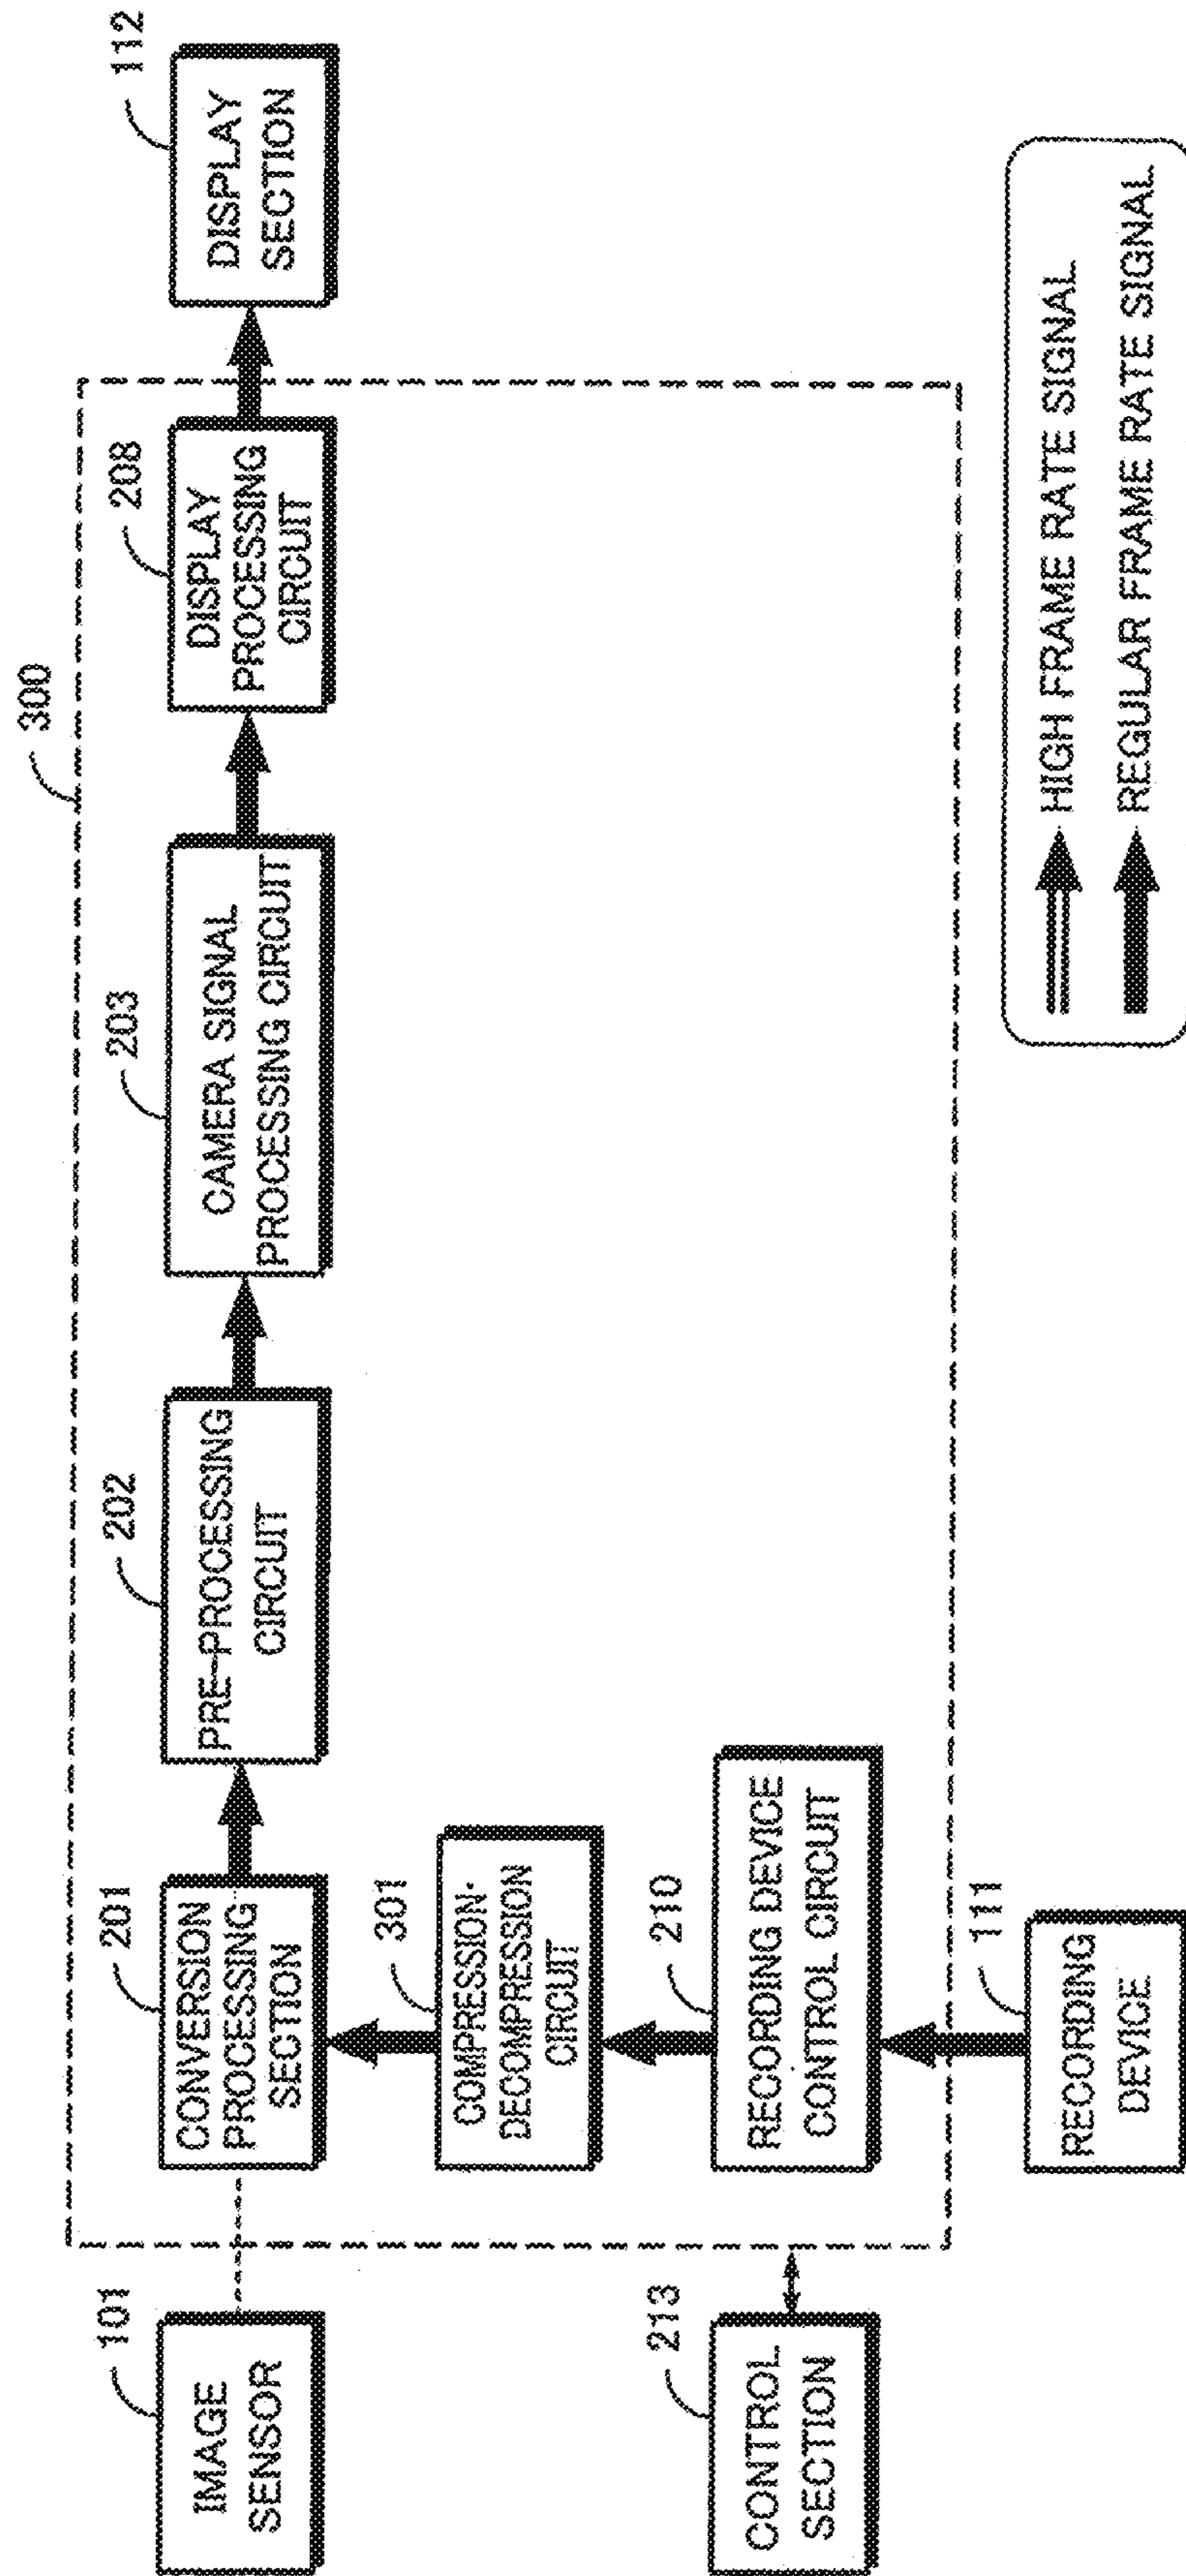 300
101
IMAGE
SENSOR
201
CONVERSION
PROCESSING
SECTION
202
PRE-PROCESSING
CIRCUIT
203
CAMERA SIGNAL
PROCESSING CIRCUIT
208
DISPLAY
PROCESSING
CIRCUIT
112
DISPLAY
SECTION
301
COMPRESSION·
DECOMPRESSION
CIRCUIT
213
CONTROL
SECTION
210
RECORDING DEVICE
CONTROL CIRCUIT
111
RECORDING
DEVICE
HIGH FRAME RATE SIGNAL
REGULAR FRAME RATE SIGNAL